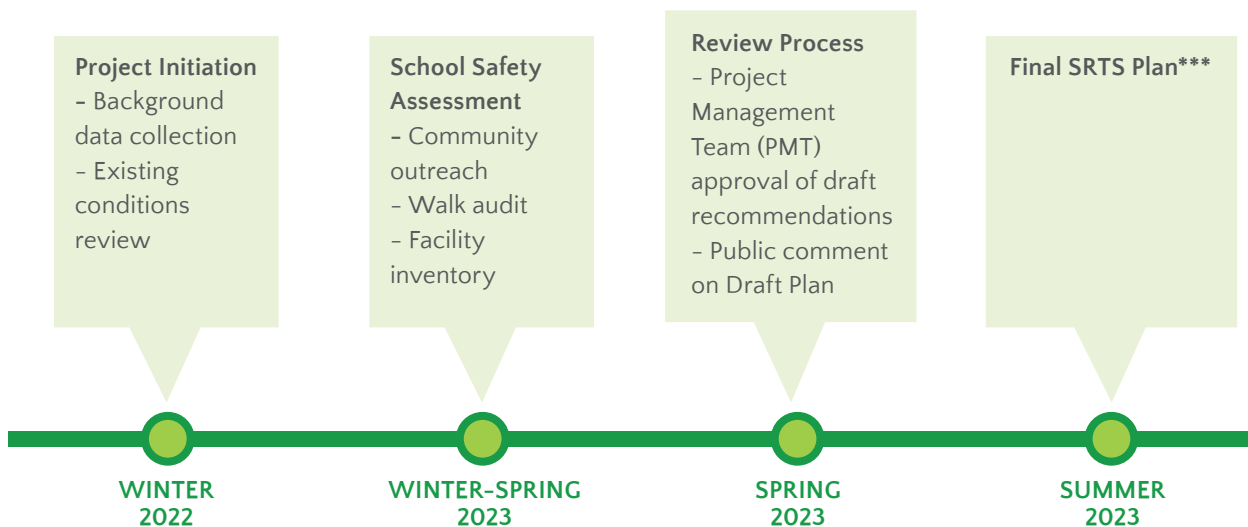 Project Initiation
- Background
data collection
- Existing
conditions
review
School Safety
Assessment
- Community
outreach
- Walk audit
- Facility
inventory
Review Process
- Project
Management
Team (PMT)
approval of draft
recommendations
- Public comment
on Draft Plan
Final SRTS Plan***
WINTER
2022
WINTER-SPRING
2023
SPRING
2023
SUMMER
2023